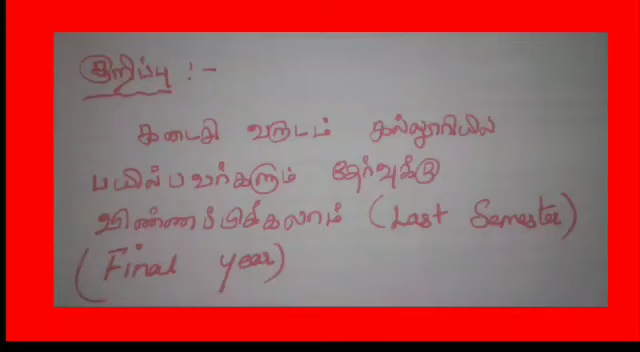 குறிப்பு :-
கடைசி வருடம் கல்லூரியில்
பயில்பவர்களும் தேர்வுக்கு
விண்ணப்பிக்கலாம் (Last Semester)
(Final year)